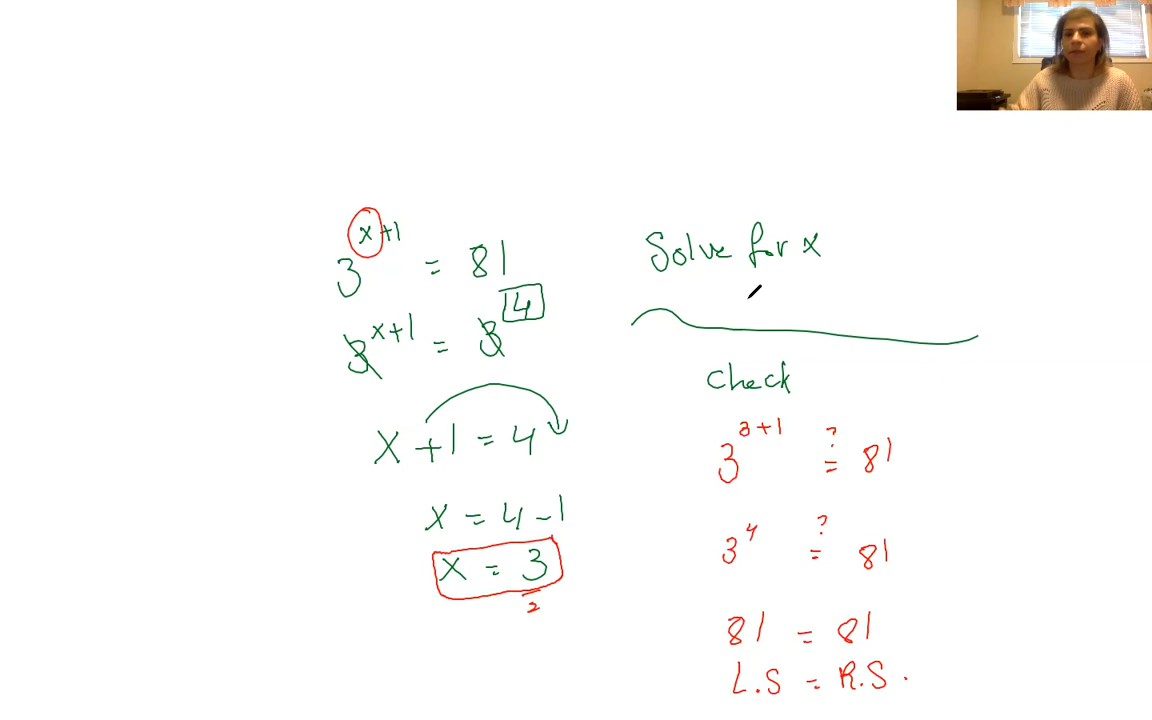 3^{x+1} = 81
3^{x+1} = 3^{4}
x + 1 = 4
x = 4 - 1
x = 3
2
Solve for x
Check
3^{3+1} ?= 81
3^{4} ?= 81
81 = 81
L.S = R.S.